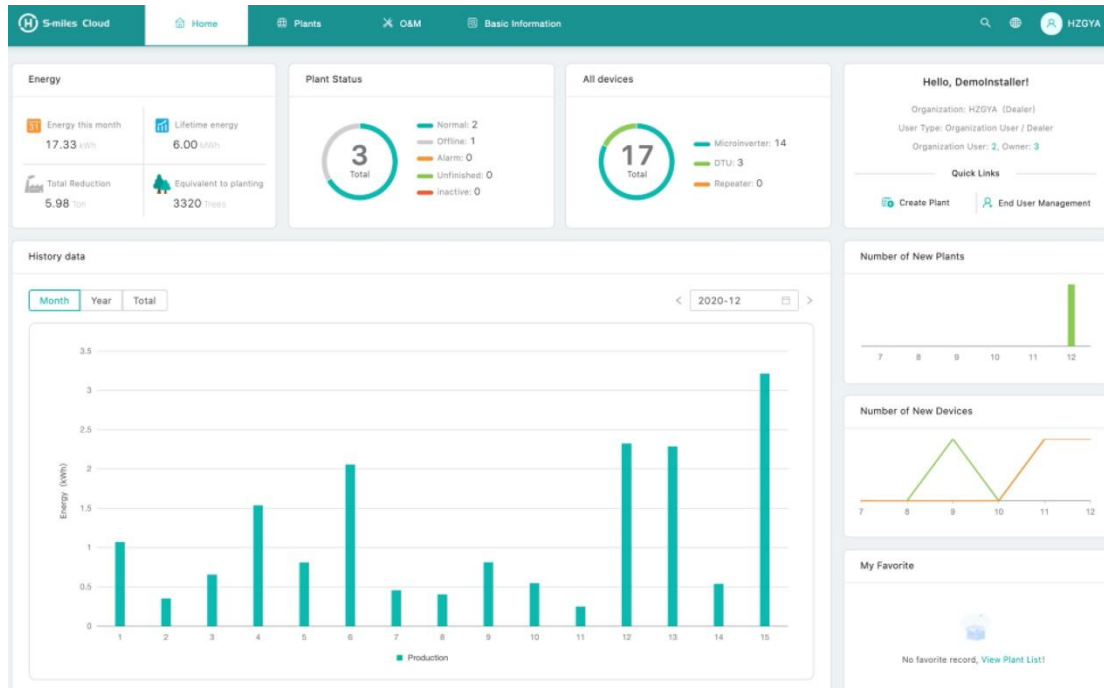 S-miles Cloud
Home
Plants
O&M
Basic Information
HZGYA
Energy
31
Energy this month
17.33 kWh
Lifetime energy
6.00 MWh
Total Reduction
5.98 Ton
Equivalent to planting
3320 Trees
Plant Status
3
Total
Normal: 2
Offline: 1
Alarm: 0
Unfinished: 0
Inactive: 0
All devices
17
Total
Microinverter: 14
DTU: 3
Repeater: 0
Hello, DemoInstaller!
Organization: HZGYA (Dealer)
User Type: Organization User / Dealer
Organization User: 2, Owner: 3
Quick Links
Create Plant
End User Management
History data
Month Year Total
< 2020-12 >
3.5
3
2.5
2
1.5
1
0.5
0
Energy (kWh)
1 2 3 4 5 6 7 8 9 10 11 12 13 14 15
Production
Number of New Plants
7 8 9 10 11 12
Number of New Devices
7 8 9 10 11 12
My Favorite
No favorite record, View Plant List!